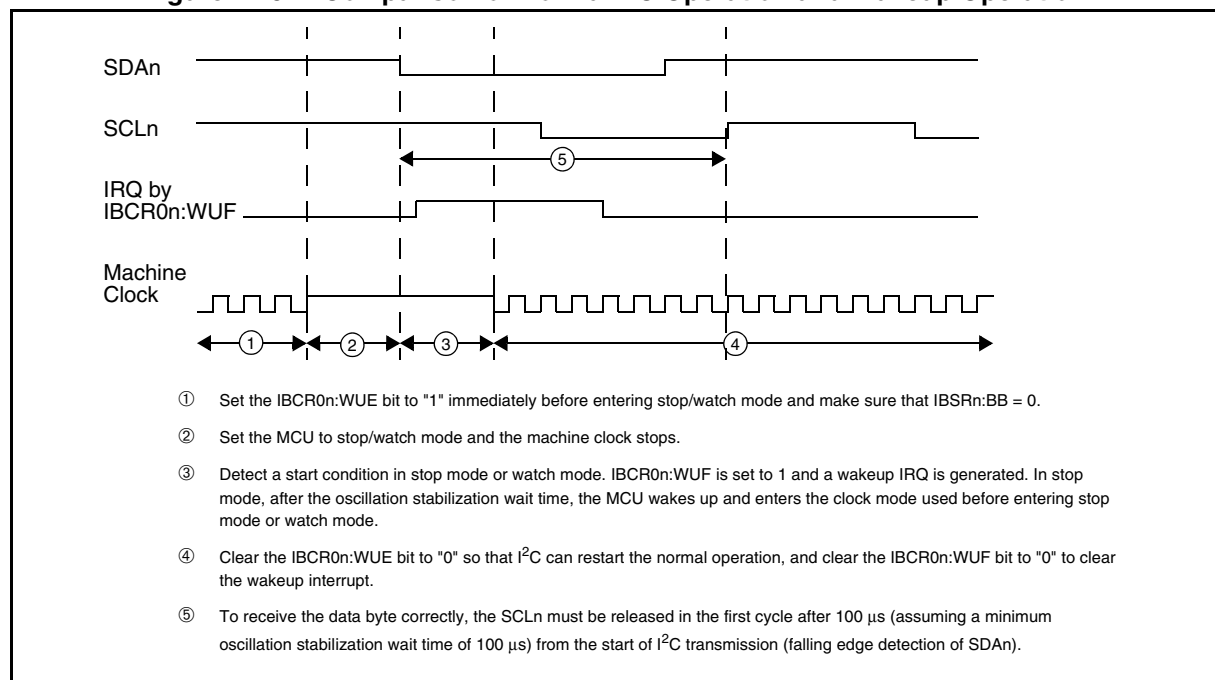 SDAn
SCLn
⑤
IRQ by
IBCR0n:WUF
Machine
Clock
① ② ③ ④
① Set the IBCR0n:WUE bit to "1" immediately before entering stop/watch mode and make sure that IBSRn:BB = 0.
② Set the MCU to stop/watch mode and the machine clock stops.
③ Detect a start condition in stop mode or watch mode. IBCR0n:WUF is set to 1 and a wakeup IRQ is generated. In stop
mode, after the oscillation stabilization wait time, the MCU wakes up and enters the clock mode used before entering stop
mode or watch mode.
④ Clear the IBCR0n:WUE bit to "0" so that I²C can restart the normal operation, and clear the IBCR0n:WUF bit to "0" to clear
the wakeup interrupt.
⑤ To receive the data byte correctly, the SCLn must be released in the first cycle after 100 μs (assuming a minimum
oscillation stabilization wait time of 100 μs) from the start of I²C transmission (falling edge detection of SDAn).